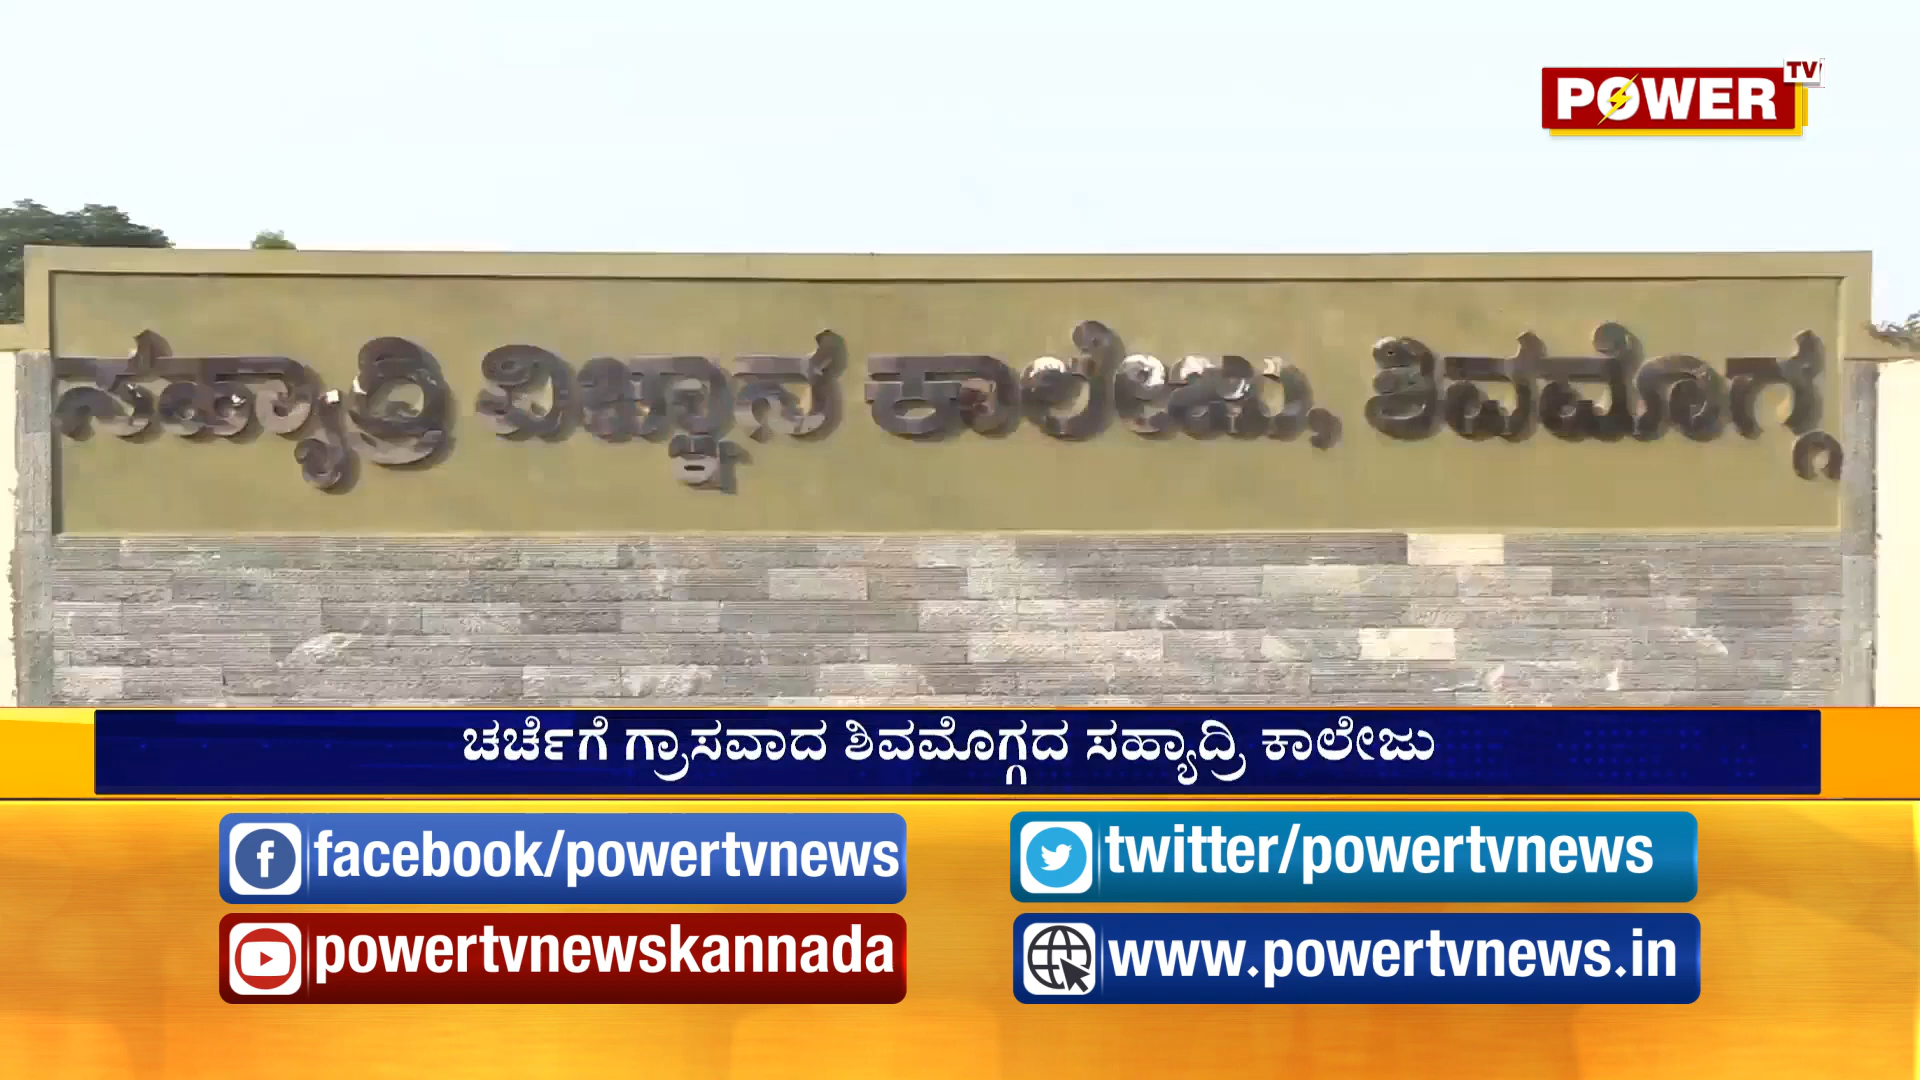 POWER TV
ಸಹ್ಯಾದ್ರಿ ವಿಜ್ಞಾನ ಕಾಲೇಜು, ಶಿವಮೊಗ್ಗ
ಚರ್ಚೆಗೆ ಗ್ರಾಸವಾದ ಶಿವಮೊಗ್ಗದ ಸಹ್ಯಾದ್ರಿ ಕಾಲೇಜು
facebook/powertvnews
twitter/powertvnews
powertvnewskannada
www.powertvnews.in